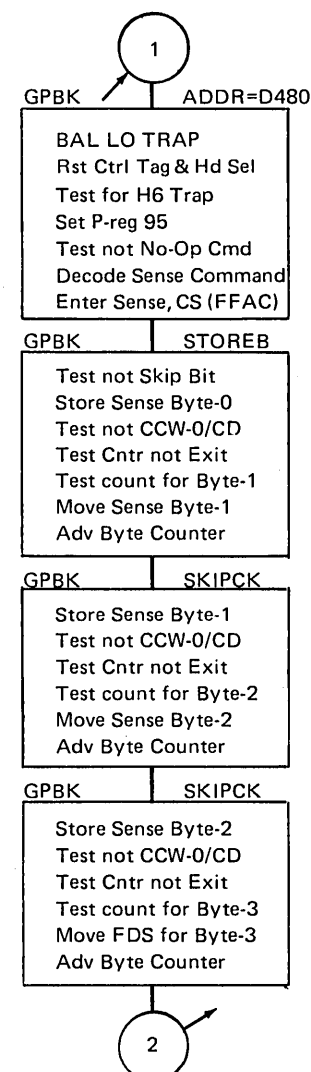 1
GPBK ADDR=D480
BAL LO TRAP
Rst Ctrl Tag & Hd Sel
Test for H6 Trap
Set P-reg 95
Test not No-Op Cmd
Decode Sense Command
Enter Sense, CS (FFAC)
GPBK STOREB
Test not Skip Bit
Store Sense Byte-0
Test not CCW-0/CD
Test Cntr not Exit
Test count for Byte-1
Move Sense Byte-1
Adv Byte Counter
GPBK SKIPCK
Store Sense Byte-1
Test not CCW-0/CD
Test Cntr not Exit
Test count for Byte-2
Move Sense Byte-2
Adv Byte Counter
GPBK SKIPCK
Store Sense Byte-2
Test not CCW-0/CD
Test Cntr not Exit
Test count for Byte-3
Move FDS for Byte-3
Adv Byte Counter
2